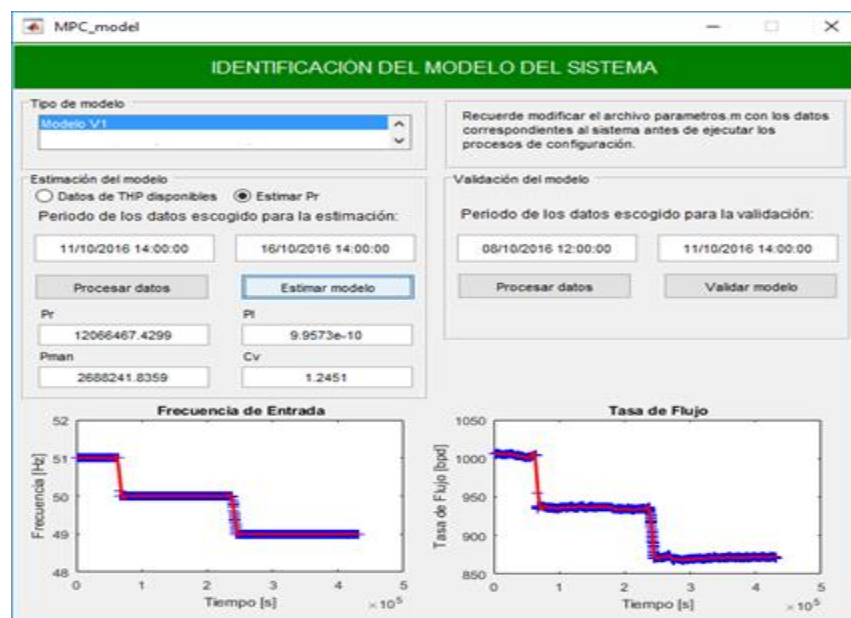 MPC_model
IDENTIFICACIÓN DEL MODELO DEL SISTEMA
Tipo de modelo
Modelo V1
Recuerde modificar el archivo parametros.m con los datos
correspondientes al sistema antes de ejecutar los
procesos de configuración.
Estimación del modelo
Datos de THP disponibles Estimar Pr
Periodo de los datos escogido para la estimación:
11/10/2016 14:00:00 16/10/2016 14:00:00
Procesar datos Estimar modelo
Pr PI
12066467.4299 9.9573e-10
Pman Cv
2688241.8359 1.2451
Validación del modelo
Periodo de los datos escogido para la validación:
08/10/2016 12:00:00 11/10/2016 14:00:00
Procesar datos Validar modelo
Frecuencia de Entrada
Frecuencia [Hz]
52
51
50
49
48
0 1 2 3 4 5
Tiempo [s] ×10^5
Tasa de Flujo
Tasa de Flujo [bpd]
1050
1000
950
900
850
0 1 2 3 4 5
Tiempo [s] ×10^5